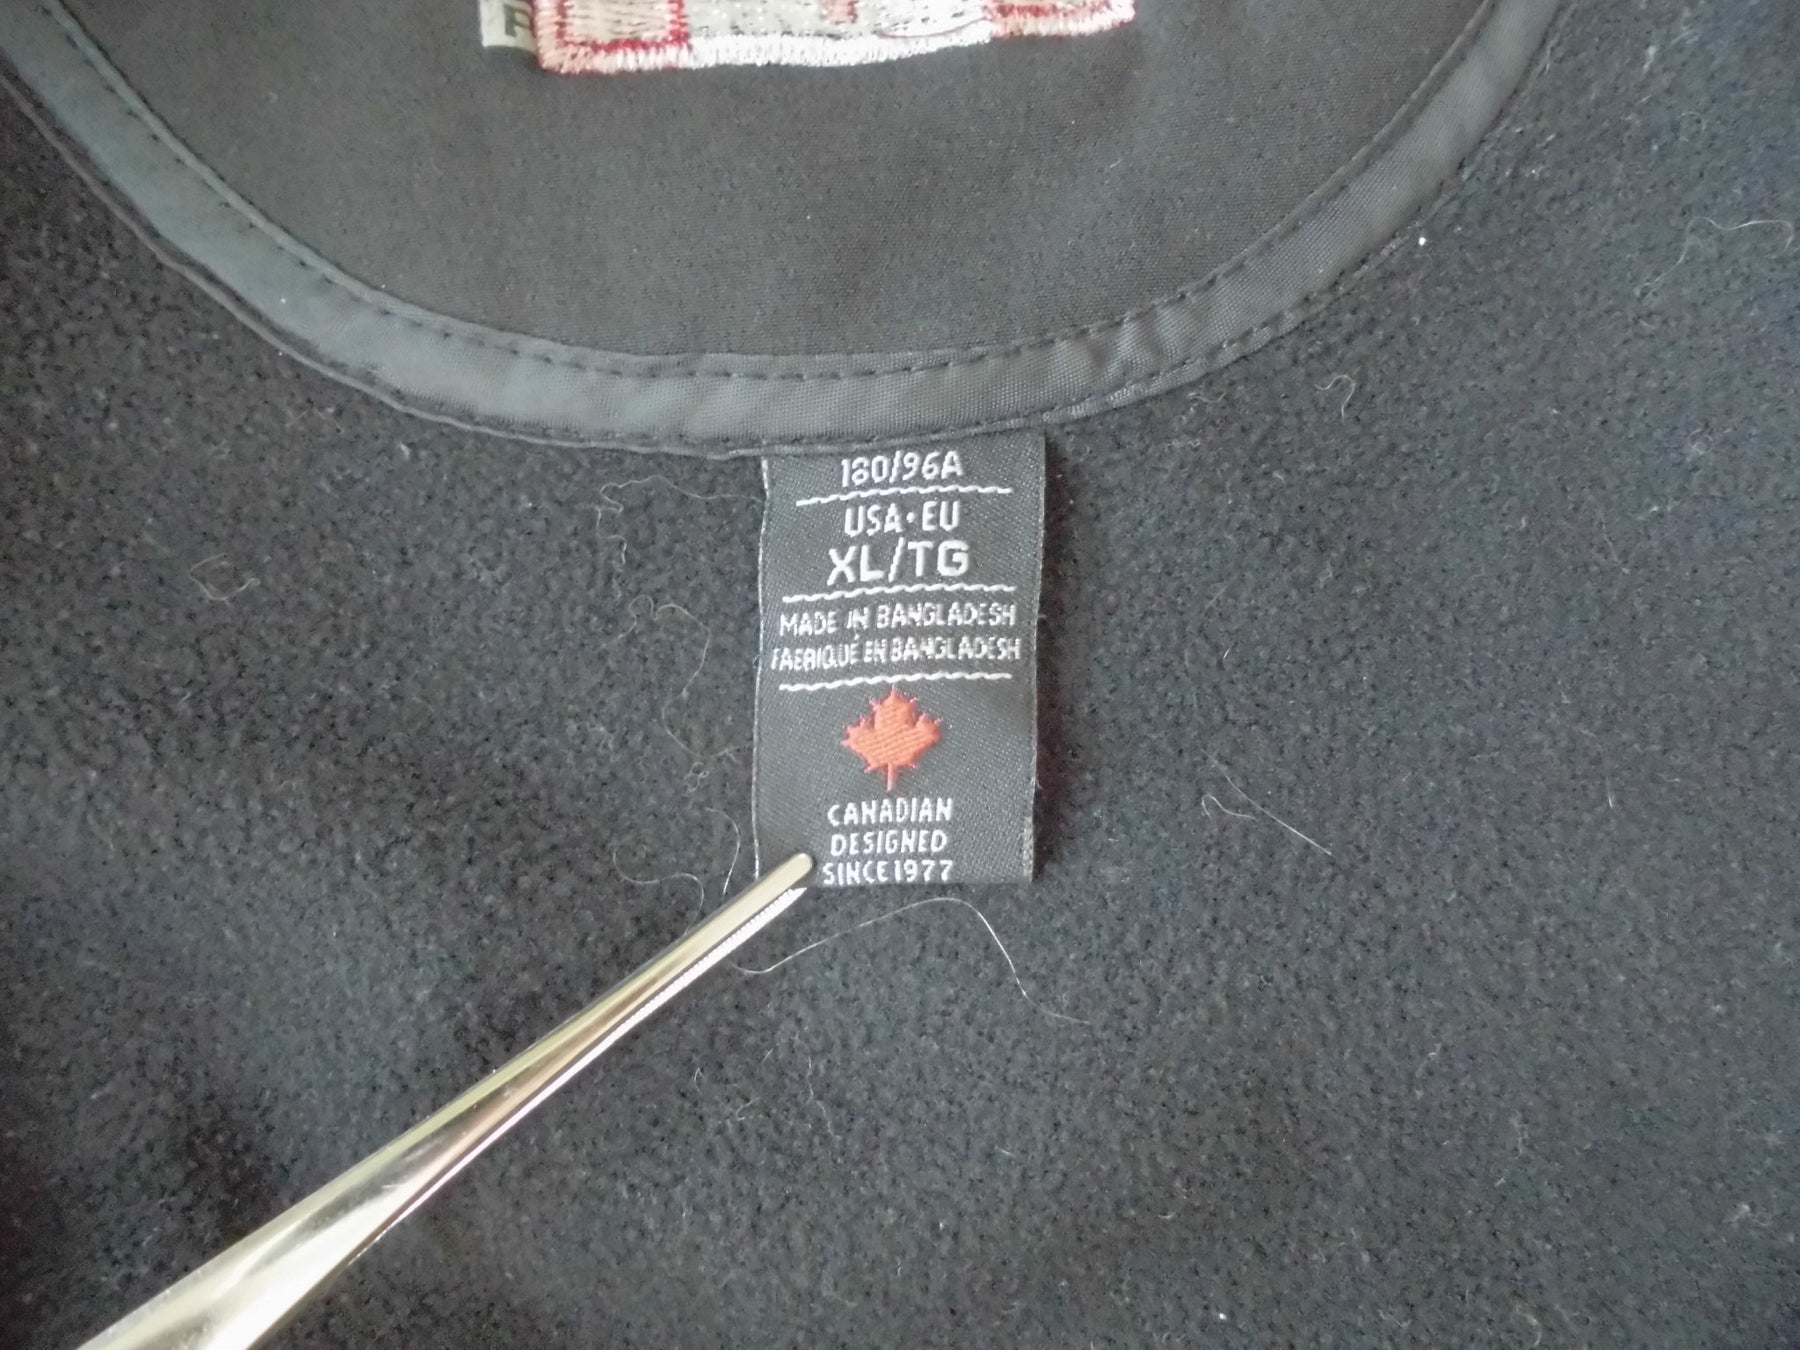 180/96A
USA·EU
XL/TG
MADE IN BANGLADESH
FABRIQUÉ EN BANGLADESH
CANADIAN
DESIGNED
SINCE 1977